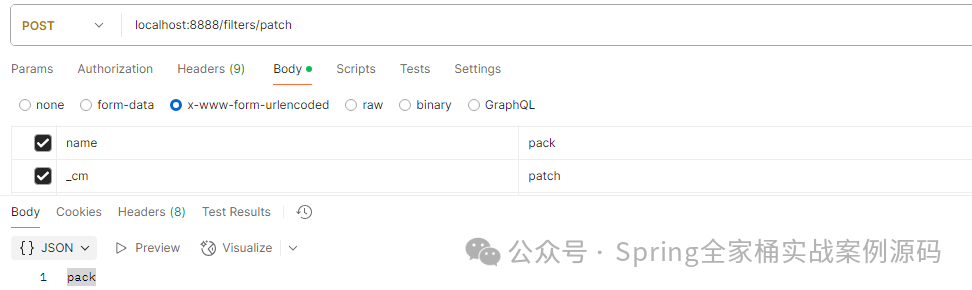 POST localhost:8888/filters/patch
Params Authorization Headers (9) Body Scripts Tests Settings
none form-data x-www-form-urlencoded raw binary GraphQL
name pack
_cm patch
Body Cookies Headers (8) Test Results
{} JSON Preview Visualize
公众号 · Spring全家桶实战案例源码
1 pack